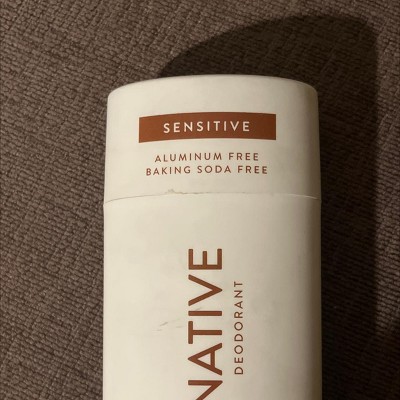 SENSITIVE
ALUMINUM FREE
BAKING SODA FREE
NATIVE
DEODORANT